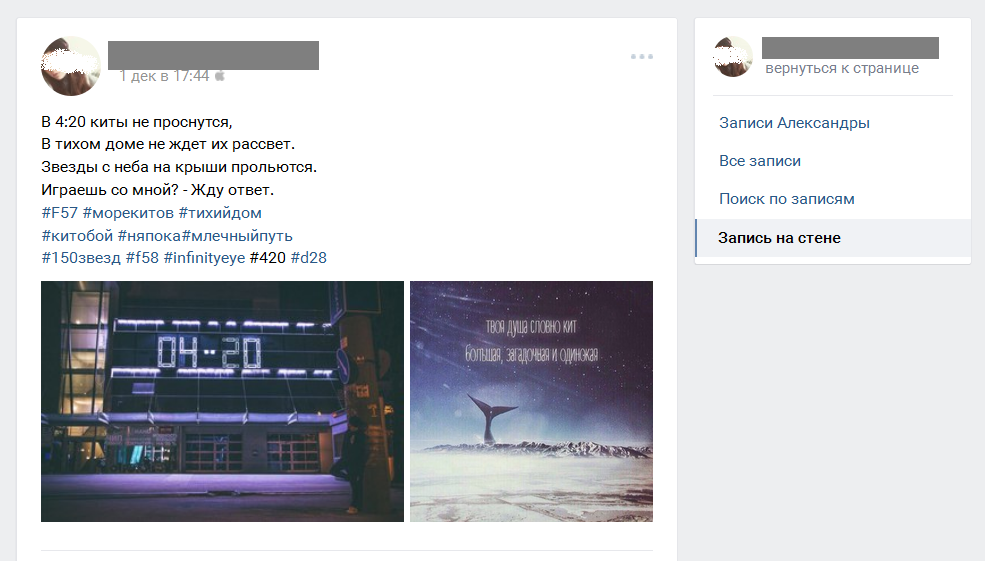 1 дек в 17:44
В 4:20 киты не проснутся,
В тихом доме не ждет их рассвет.
Звезды с неба на крыши прольются.
Играешь со мной? - Жду ответ.
#F57 #морекитов #тихийдом
#китобой #няпока#млечныйпуть
#150звезд #f58 #infinityeye #420 #d28
04-20
твоя душа словно кит
большая, загадочная и одинокая
вернуться к странице
Записи Александры
Все записи
Поиск по записям
Запись на стене